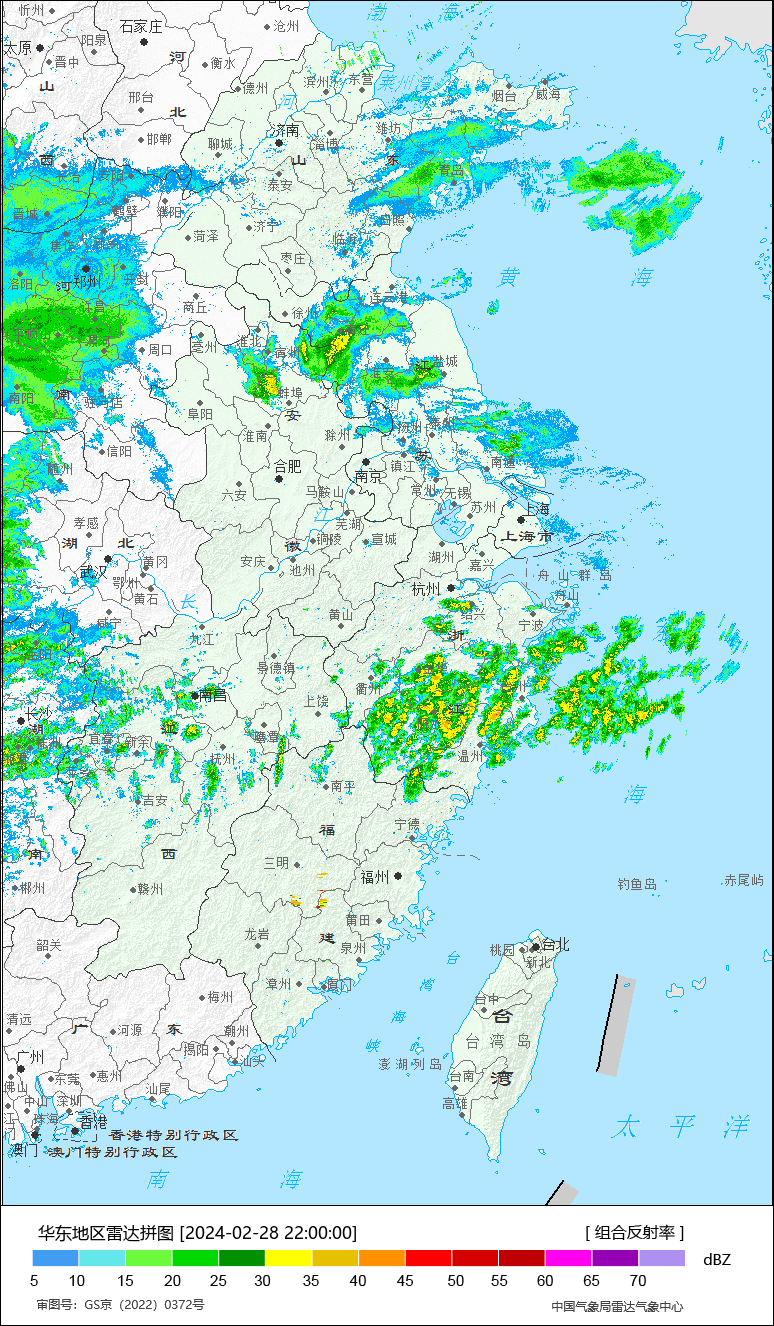 渤 海
忻州
石家庄
沧州
太原
阳泉
晋中
河
衡水
山
德州
滨州
东营
莱州湾
烟台
威海
邢台
北
河
济南
淄博
潍坊
邯郸
聊城
山
东
西
泰安
青岛
晋城
鹤壁
濮阳
菏泽
济宁
日照
临沂
黄 海
枣庄
洛阳
河
郑州
开封
连云港
商丘
徐州
周口
亳州
淮北
宿州
江
盐城
淮安
南阳
南
驻马店
蚌埠
阜阳
安
淮南
滁州
扬州
泰州
信阳
合肥
苏
镇江
南通
随州
南京
六安
马鞍山
常州
无锡
苏州
上海
孝感
芜湖
江
湖 北
徽
铜陵
宣城
上海市
武汉
黄冈
安庆
池州
湖州
嘉兴
鄂州
黄石
杭州
舟 山 群 岛
舟山
长
咸宁
黄山
绍兴
宁波
九江
浙
景德镇
衢州
金华
台州
南昌
上饶
长沙
湖
江
江
宜春
新余
鹰潭
抚州
温州
南平
吉安
海
宁德
福
南
西
三明
福州
郴州
赣州
钓鱼岛
赤尾屿
莆田
龙岩
建
韶关
泉州
台
桃园
台北
新北
漳州
厦门
湾
梅州
台中
清远
广 东
河源
潮州
海
台
台 湾 岛
揭阳
汕头
峡
澎湖列岛
广州
佛山
东莞
惠州
汕尾
台南
湾
高雄
中山
深圳
珠海
江门
香港
太 平 洋
香港特别行政区
澳门
澳门特别行政区
南 海
华东地区雷达拼图 [2024-02-28 22:00:00]
[ 组合反射率 ]
dBZ
5 10 15 20 25 30 35 40 45 50 55 60 65 70
审图号：GS京（2022）0372号
中国气象局雷达气象中心